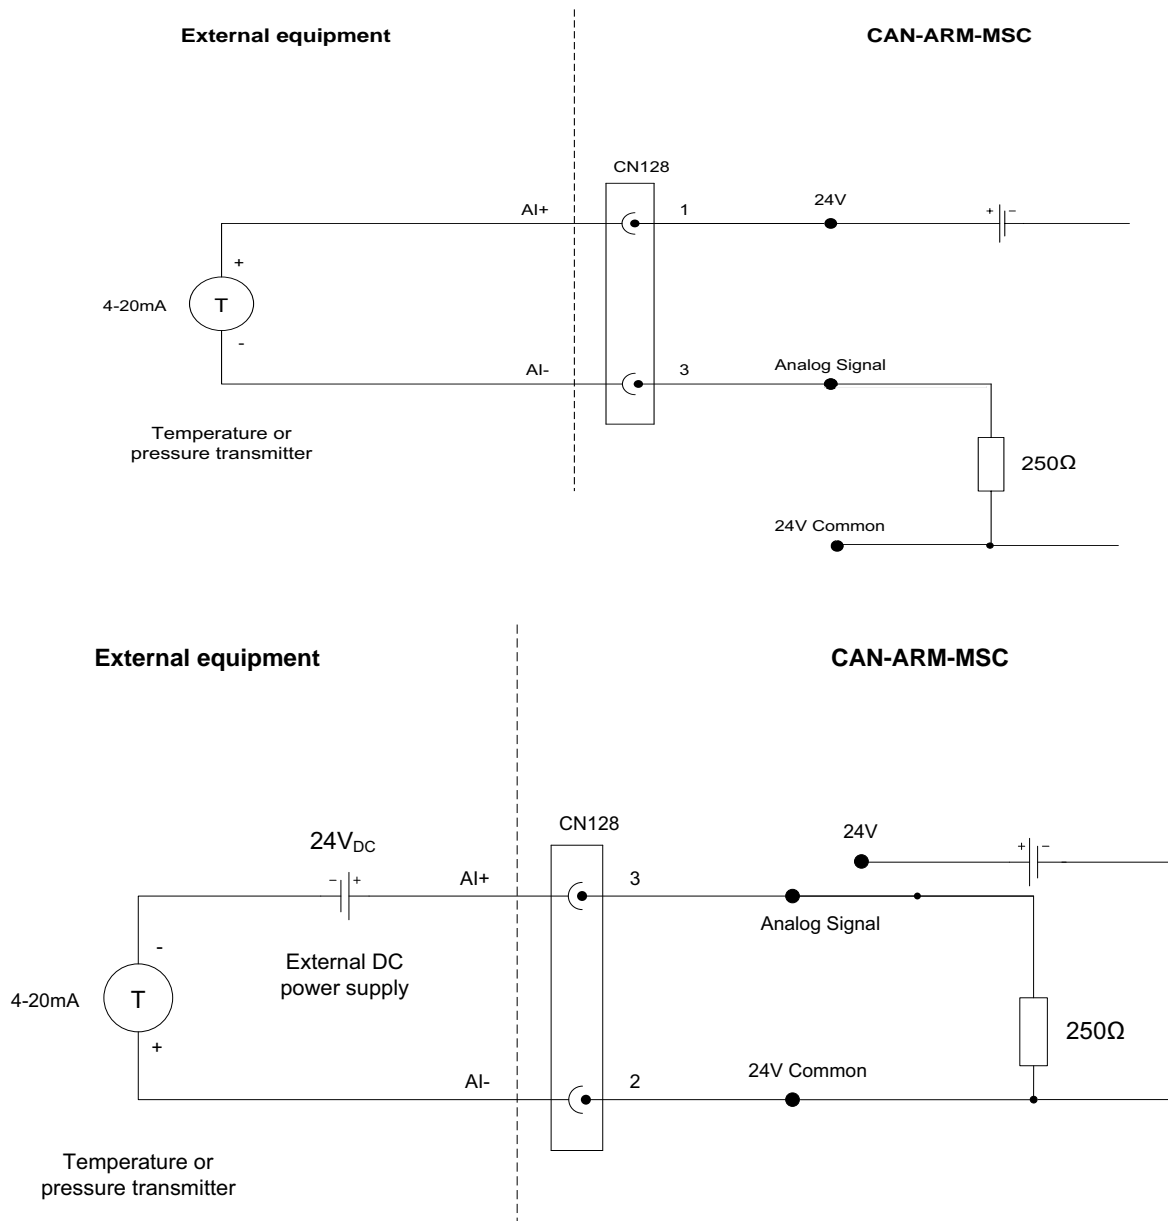 External equipment
CAN-ARM-MSC
CN128
AI+
1
24V
+ -
+
4-20mA
T
-
AI-
3
Analog Signal
Temperature or
pressure transmitter
250Ω
24V Common
External equipment
CAN-ARM-MSC
CN128
24VDC
24V
+ -
- +
AI+
3
Analog Signal
External DC
power supply
-
4-20mA
T
+
250Ω
AI-
2
24V Common
Temperature or
pressure transmitter